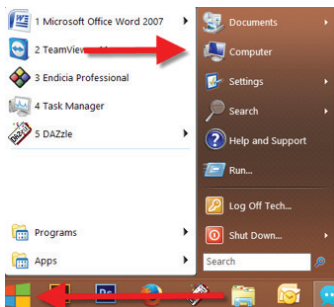 1 Microsoft Office Word 2007
2 TeamView
3 Endicia Professional
4 Task Manager
5 DAZzle
Programs
Apps
Documents
Computer
Settings
Search
Help and Support
Run...
Log Off Tech...
Shut Down...
Search